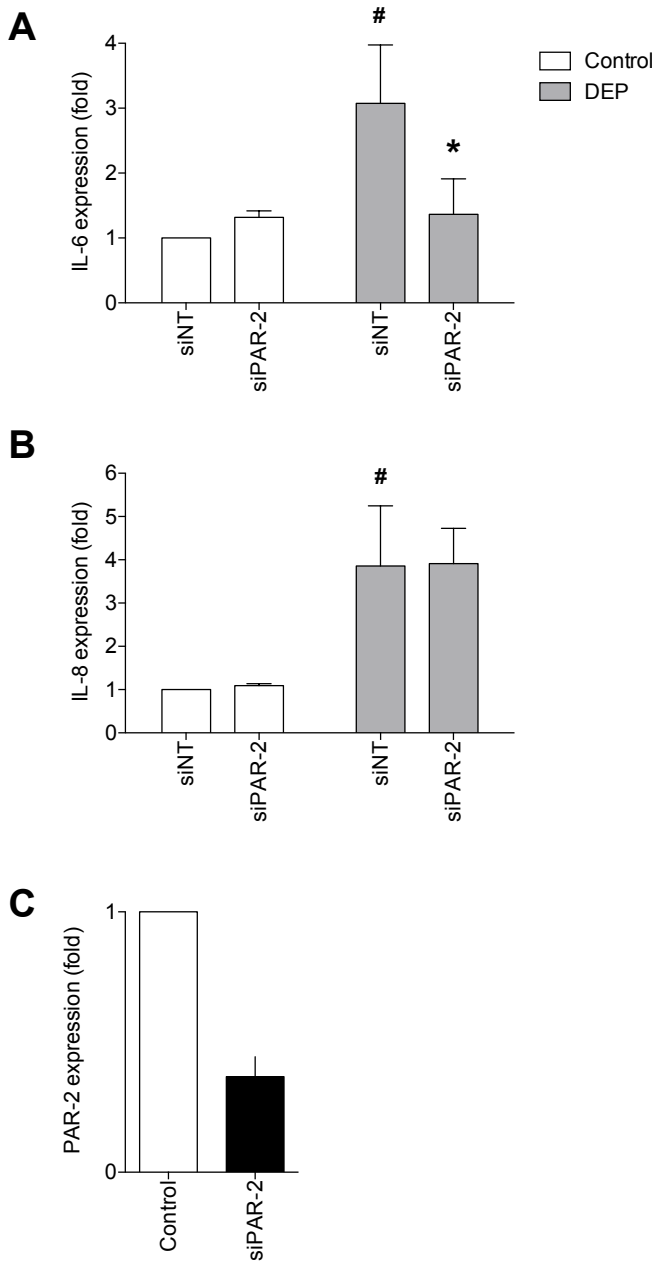 A
#
4
3
2
1
0
IL-6 expression (fold)
*
Control
DEP
siNT
siPAR-2
siNT
siPAR-2
B
#
6
5
4
3
2
1
0
IL-8 expression (fold)
siNT
siPAR-2
siNT
siPAR-2
C
1
0
PAR-2 expression (fold)
Control
siPAR-2